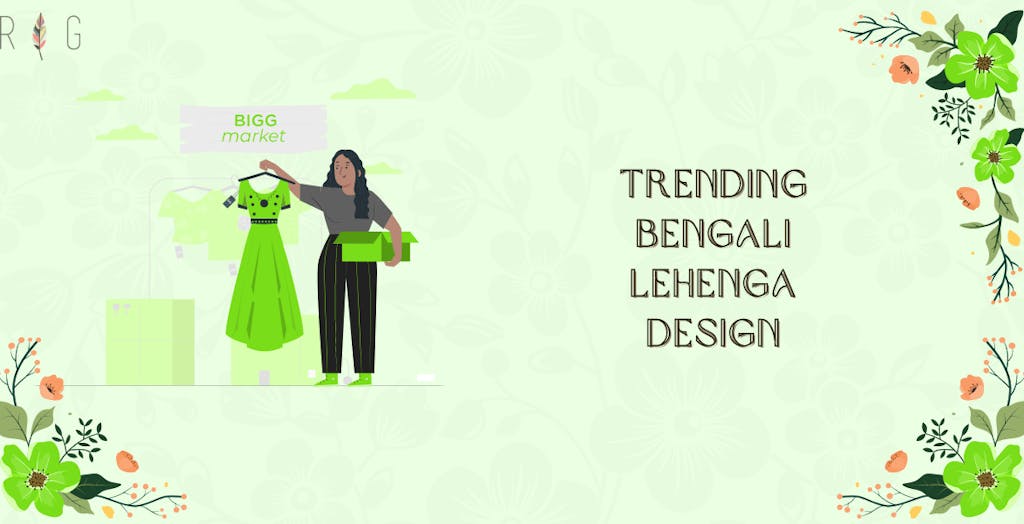 R G
BIGG
market
TRENDING
BENGALI
LEHENGA
DESIGN